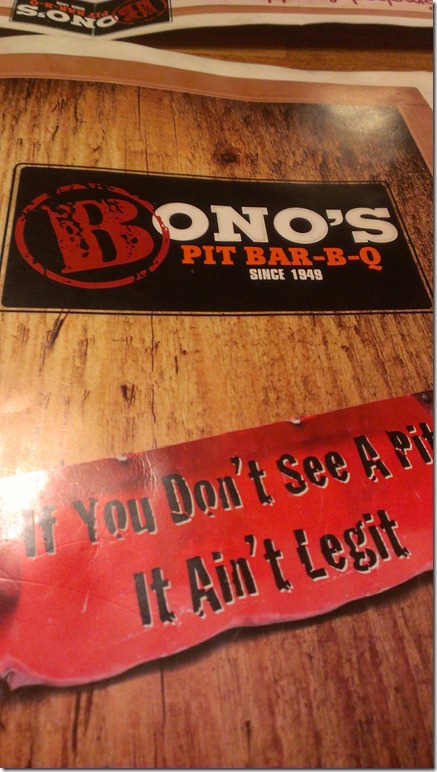 BONO'S
PIT BAR-B-Q
SINCE 1949
If You Don't See A Pit
It Ain't Legit